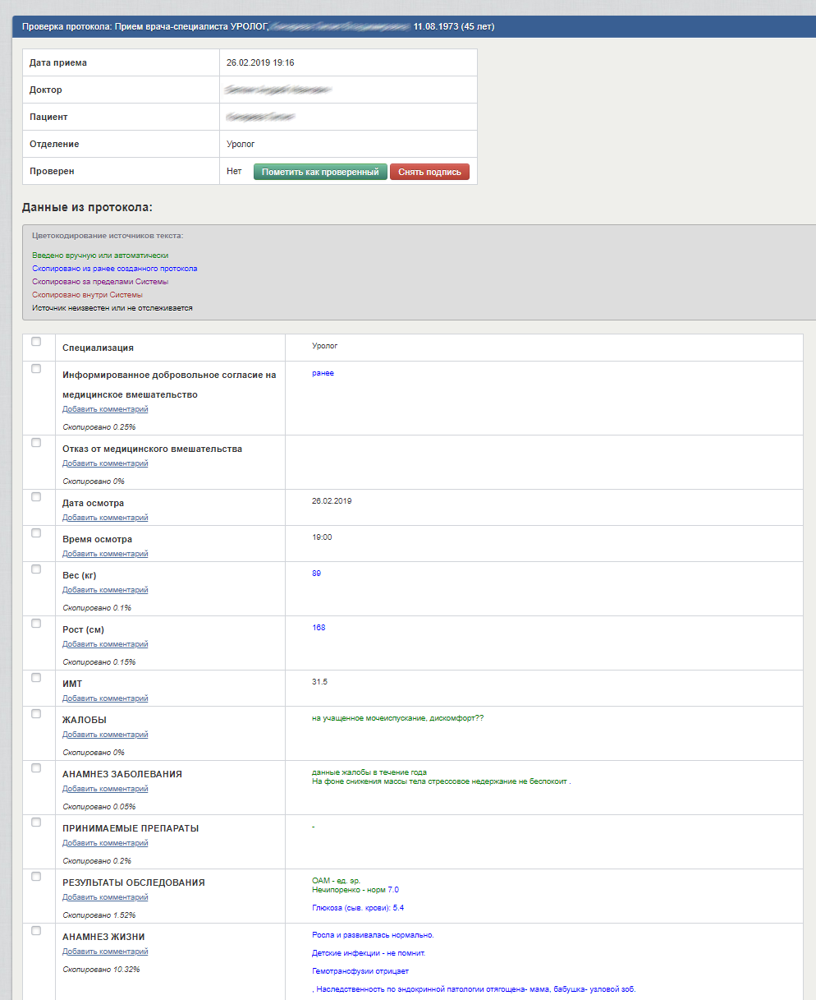 Проверка протокола: Прием врача-специалиста УРОЛОГ, 11.08.1973 (45 лет)
Дата приема 26.02.2019 19:16
Доктор
Пациент
Отделение Уролог
Проверен Нет Пометить как проверенный Снять подпись
Данные из протокола:
Цветокодирование источников текста:
Введено вручную или автоматически
Скопировано из ранее созданного протокола
Скопировано за пределами Системы
Скопировано внутри Системы
Источник неизвестен или не отслеживается
Специализация Уролог
Информированное добровольное согласие на ранее
медицинское вмешательство
Добавить комментарий
Скопировано 0.25%
Отказ от медицинского вмешательства
Добавить комментарий
Скопировано 0%
Дата осмотра 26.02.2019
Добавить комментарий
Время осмотра 19:00
Добавить комментарий
Вес (кг) 89
Добавить комментарий
Скопировано 0.1%
Рост (см) 168
Добавить комментарий
Скопировано 0.15%
ИМТ 31.5
Добавить комментарий
ЖАЛОБЫ на учащенное мочеиспускание, дискомфорт??
Добавить комментарий
Скопировано 0%
АНАМНЕЗ ЗАБОЛЕВАНИЯ данные жалобы в течение года
На фоне снижения массы тела стрессовое недержание не беспокоит .
Добавить комментарий
Скопировано 0.05%
ПРИНИМАЕМЫЕ ПРЕПАРАТЫ -
Добавить комментарий
Скопировано 0.2%
РЕЗУЛЬТАТЫ ОБСЛЕДОВАНИЯ ОАМ - ед. эр.
Нечипоренко - норм 7.0
Добавить комментарий
Глюкоза (сыв. крови): 5.4
Скопировано 1.52%
АНАМНЕЗ ЖИЗНИ Росла и развивалась нормально.
Добавить комментарий Детские инфекции - не помнит.
Скопировано 10.32% Гемотрансфузии отрицает
, Наследственность по эндокринной патологии отягощена- мама, бабушка- узловой зоб.